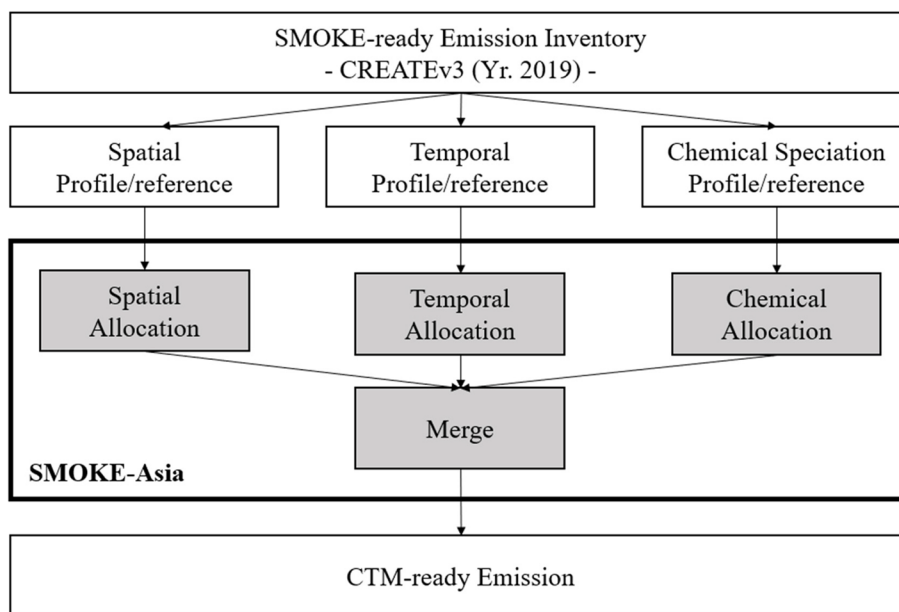 SMOKE-ready Emission Inventory
- CREATEv3 (Yr. 2019) -
Spatial
Profile/reference
Temporal
Profile/reference
Chemical Speciation
Profile/reference
Spatial
Allocation
Temporal
Allocation
Chemical
Allocation
Merge
SMOKE-Asia
CTM-ready Emission